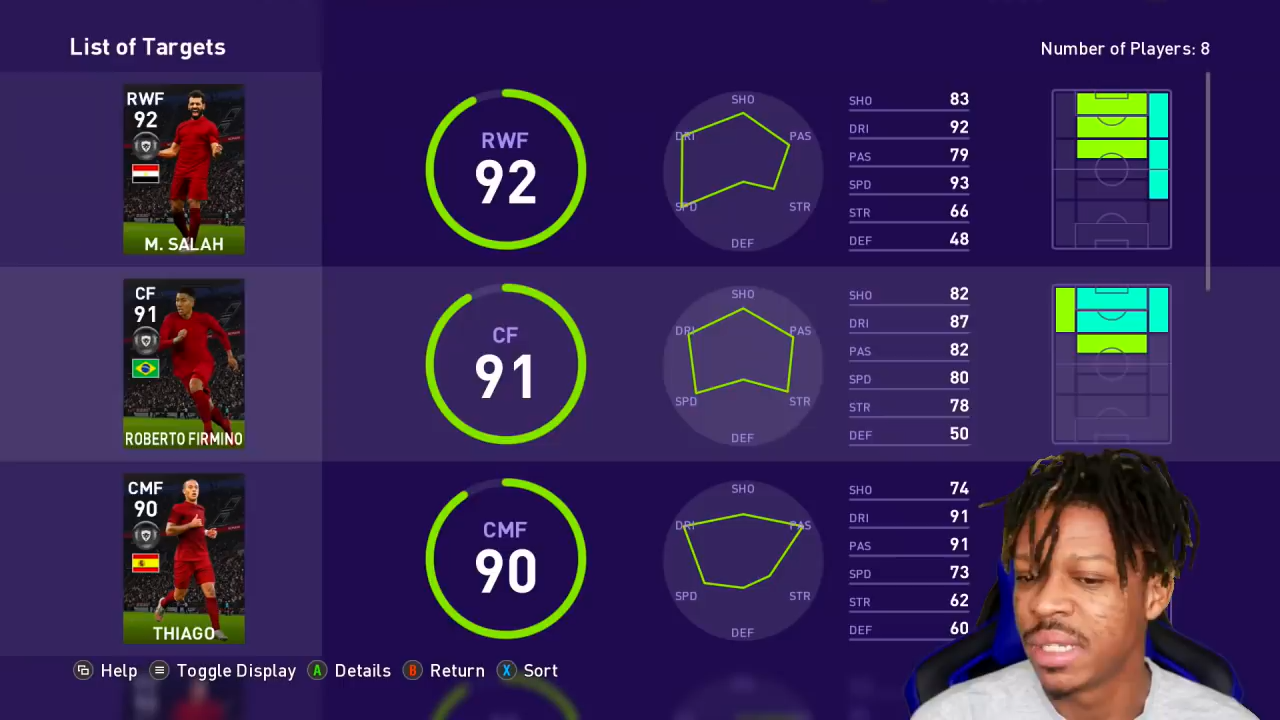 List of Targets
Number of Players: 8
RWF
92
M. SALAH
RWF
92
SHO
PAS
STR
DEF
SPD
DRI
SHO 83
DRI 92
PAS 79
SPD 93
STR 66
DEF 48
CF
91
ROBERTO FIRMINO
CF
91
SHO
PAS
STR
DEF
SPD
DRI
SHO 82
DRI 87
PAS 82
SPD 80
STR 78
DEF 50
CMF
90
THIAGO
CMF
90
SHO
PAS
STR
DEF
SPD
DRI
SHO 74
DRI 91
PAS 91
SPD 73
STR 62
DEF 60
Help Toggle Display A Details B Return X Sort